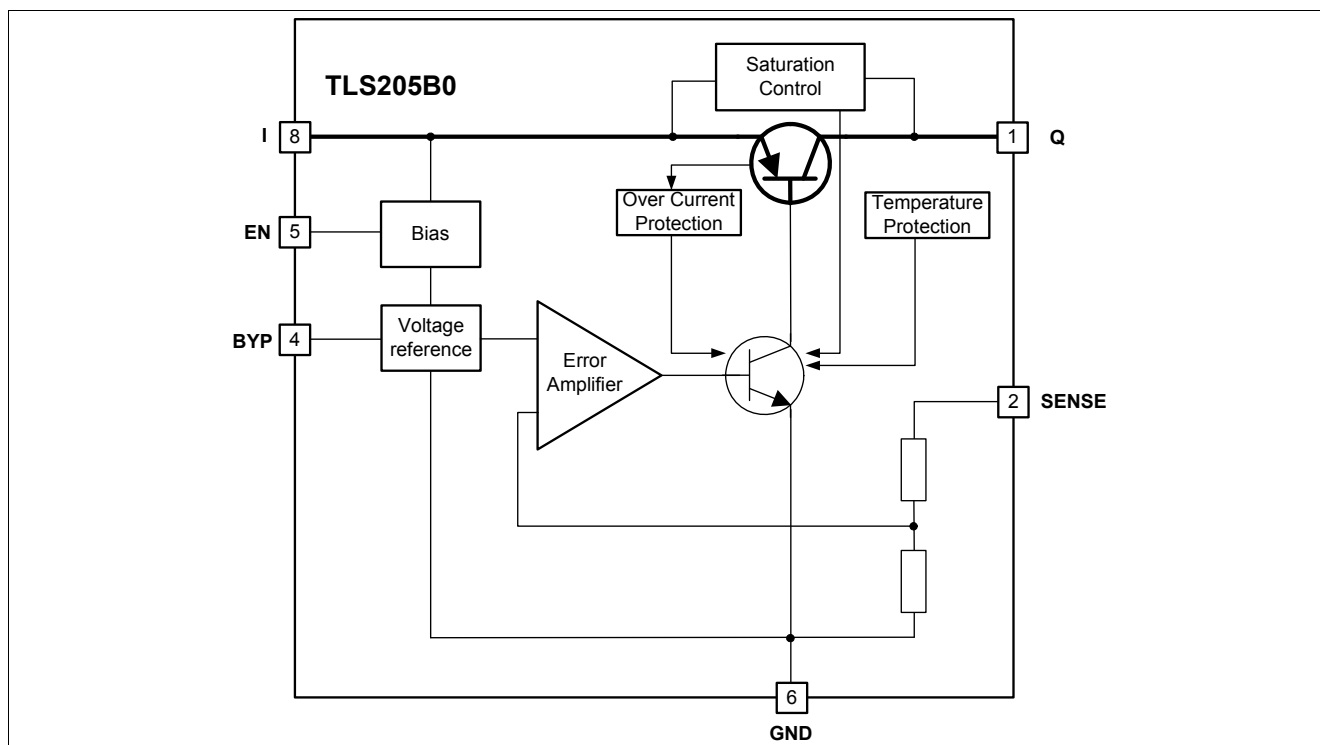 TLS205B0
Saturation
Control
I
8
1
Q
Over Current
Protection
Temperature
Protection
EN
5
Bias
BYP
4
Voltage
reference
Error
Amplifier
2
SENSE
6
GND